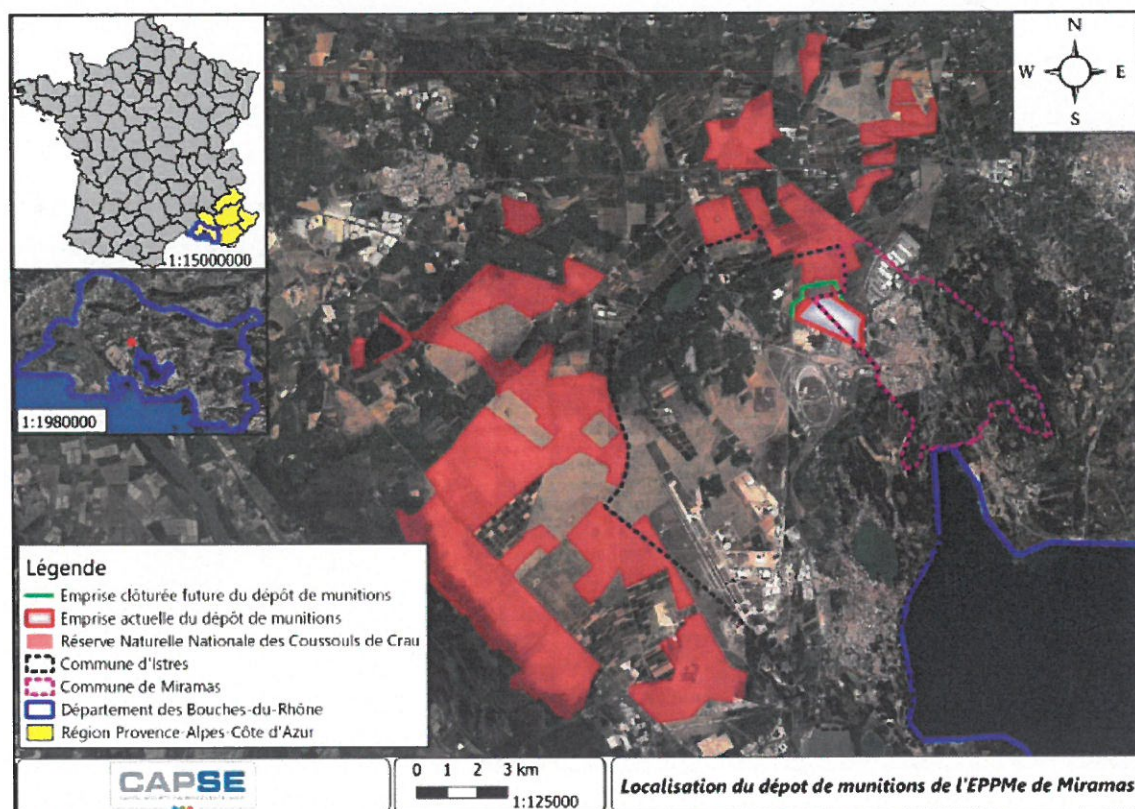 N
W E
S
1:15000000
1:1980000
Légende
Emprise clôturée future du dépôt de munitions
Emprise actuelle du dépôt de munitions
Réserve Naturelle Nationale des Coussouls de Crau
Commune d'Istres
Commune de Miramas
Département des Bouches-du-Rhône
Région Provence-Alpes-Côte d'Azur
CAPSE
0 1 2 3 km
1:125000
Localisation du dépot de munitions de l'EPPMe de Miramas